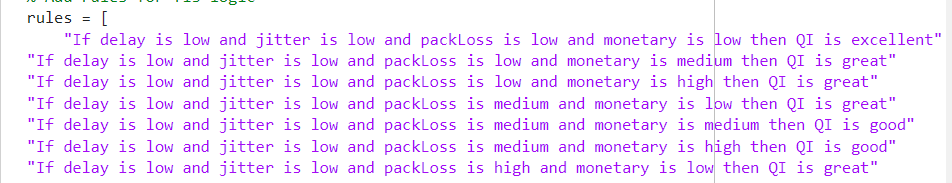 % Add rules for fis logic
rules = [
"If delay is low and jitter is low and packLoss is low and monetary is low then QI is excellent"
"If delay is low and jitter is low and packLoss is low and monetary is medium then QI is great"
"If delay is low and jitter is low and packLoss is low and monetary is high then QI is great"
"If delay is low and jitter is low and packLoss is medium and monetary is low then QI is great"
"If delay is low and jitter is low and packLoss is medium and monetary is medium then QI is good"
"If delay is low and jitter is low and packLoss is medium and monetary is high then QI is good"
"If delay is low and jitter is low and packLoss is high and monetary is low then QI is great"